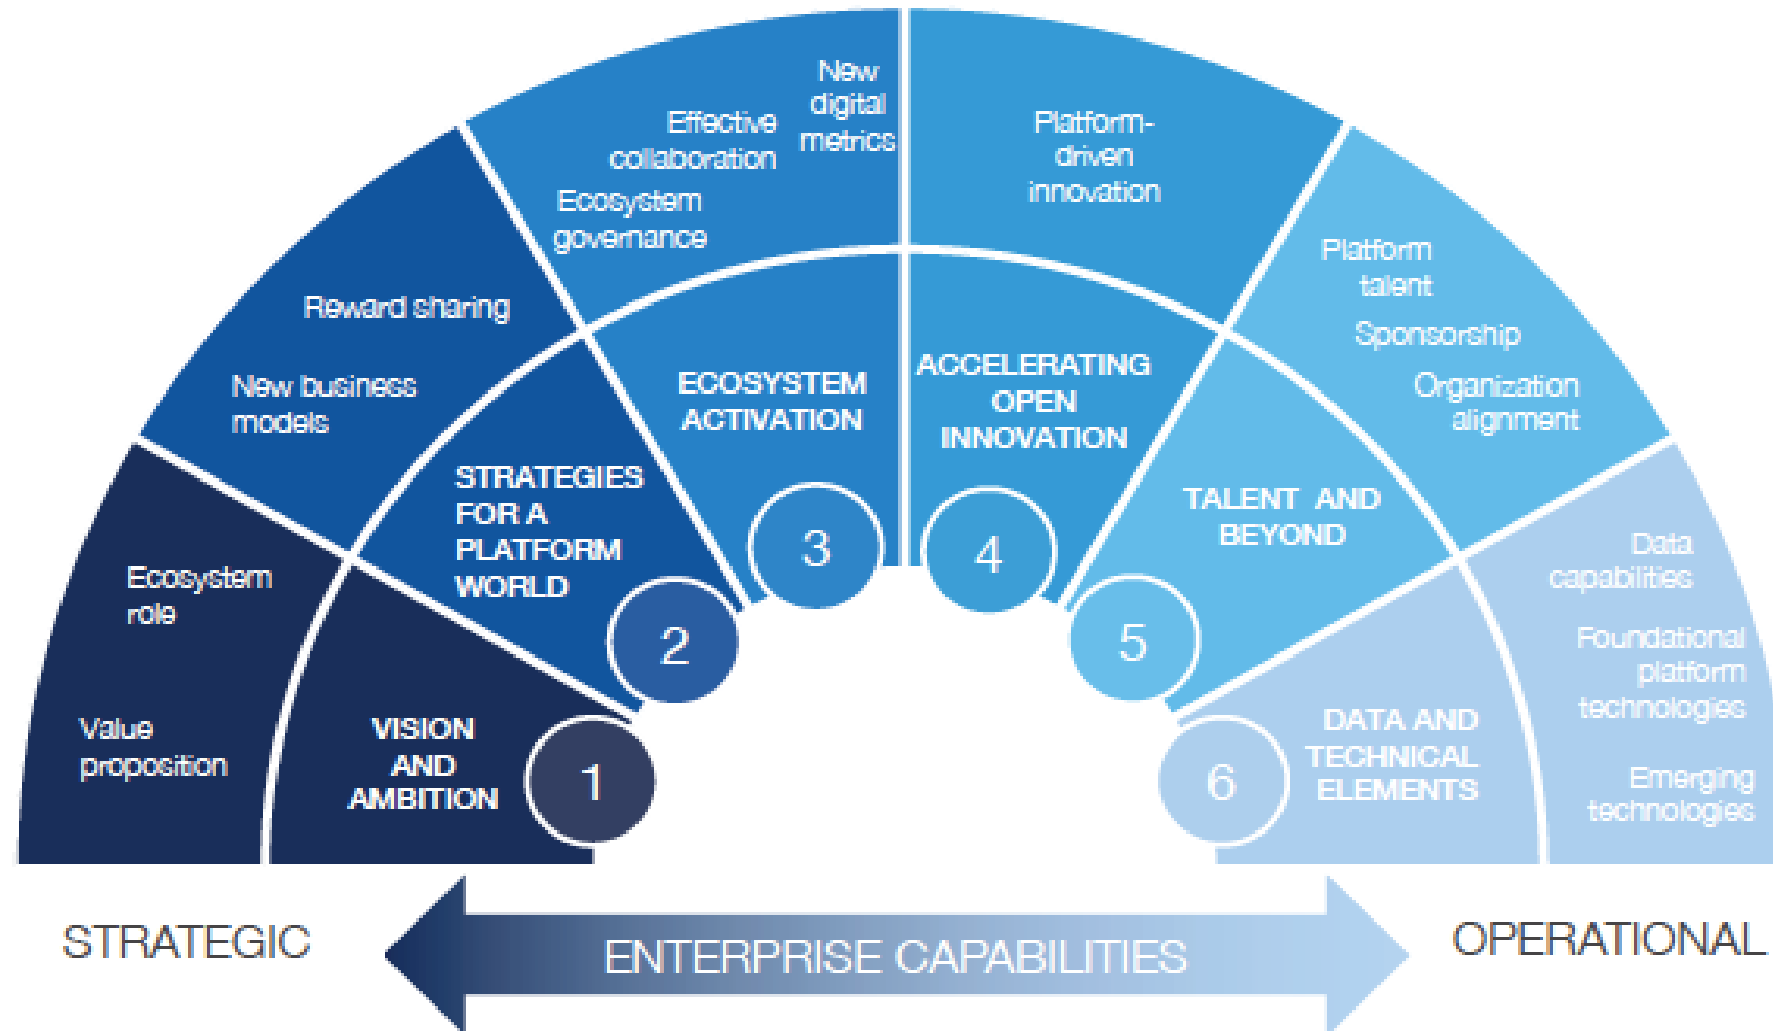 New
digital
metrics
Effective
collaboration
Ecosystem
governance
Platform-
driven
innovation
Reward sharing
New business
models
Platform
talent
Sponsorship
Organization
alignment
Ecosystem
role
Value
proposition
Data
capabilities
Foundational
platform
technologies
Emerging
technologies
VISION
AND
AMBITION
1
STRATEGIES
FOR A
PLATFORM
WORLD
2
ECOSYSTEM
ACTIVATION
3
ACCELERATING
OPEN
INNOVATION
4
TALENT AND
BEYOND
5
DATA AND
TECHNICAL
ELEMENTS
6
STRATEGIC
ENTERPRISE CAPABILITIES
OPERATIONAL